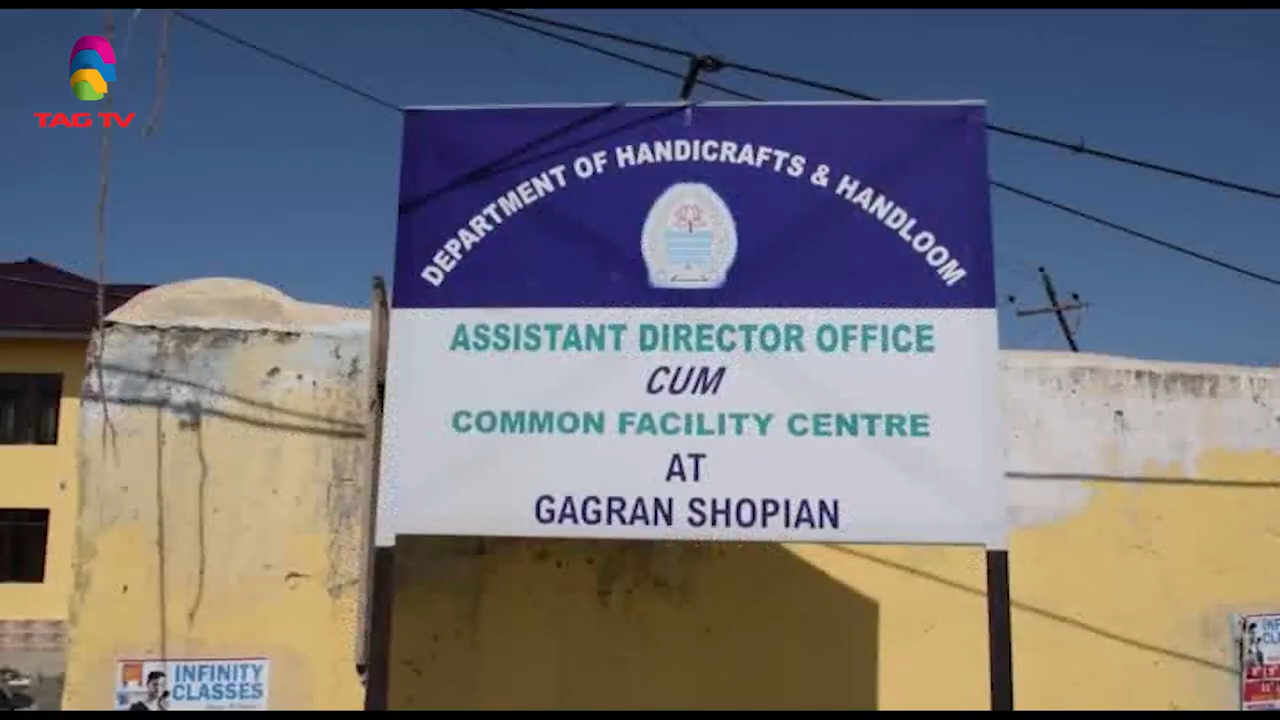 TAG TV
DEPARTMENT OF HANDICRAFTS & HANDLOOM
ASSISTANT DIRECTOR OFFICE
CUM
COMMON FACILITY CENTRE
AT
GAGRAN SHOPIAN
INFINITY
CLASSES